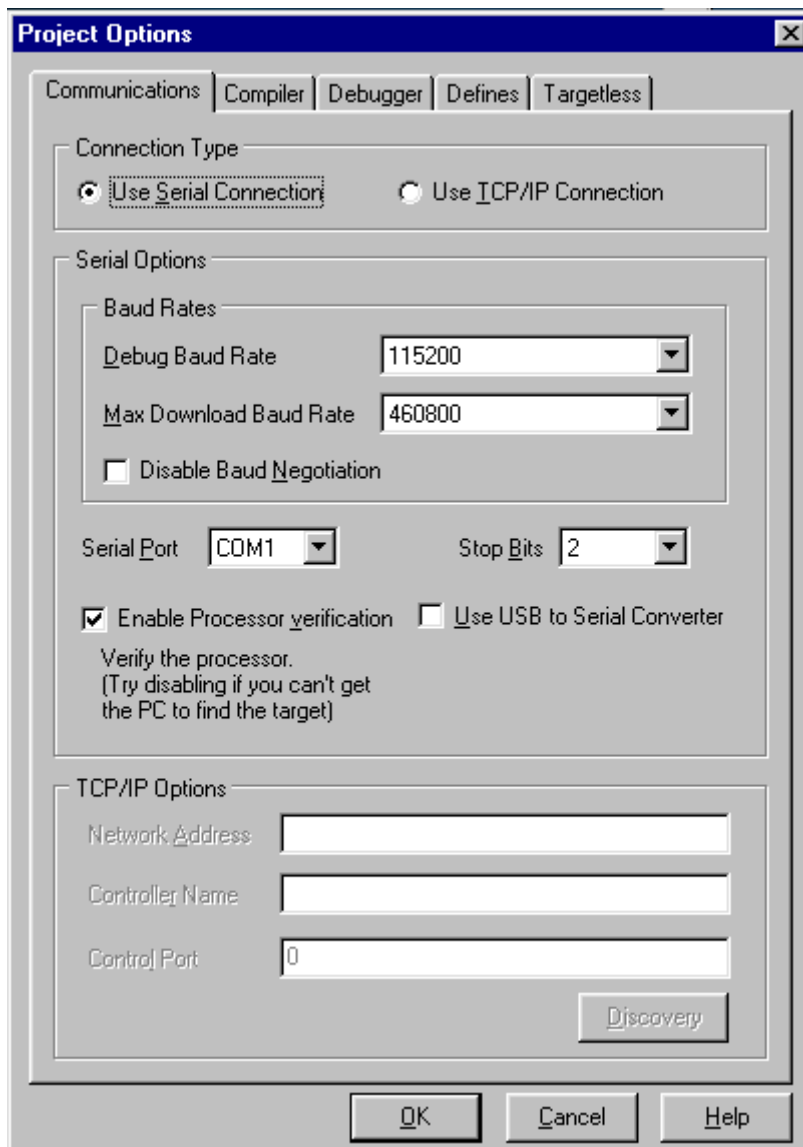 Project Options
Communications Compiler Debugger Defines Targetless
Connection Type
Use Serial Connection Use TCP/IP Connection
Serial Options
Baud Rates
Debug Baud Rate 115200
Max Download Baud Rate 460800
Disable Baud Negotiation
Serial Port COM1 Stop Bits 2
Enable Processor verification Use USB to Serial Converter
Verify the processor.
(Try disabling if you can't get
the PC to find the target)
TCP/IP Options
Network Address
Controller Name
Control Port 0
Discovery
OK Cancel Help